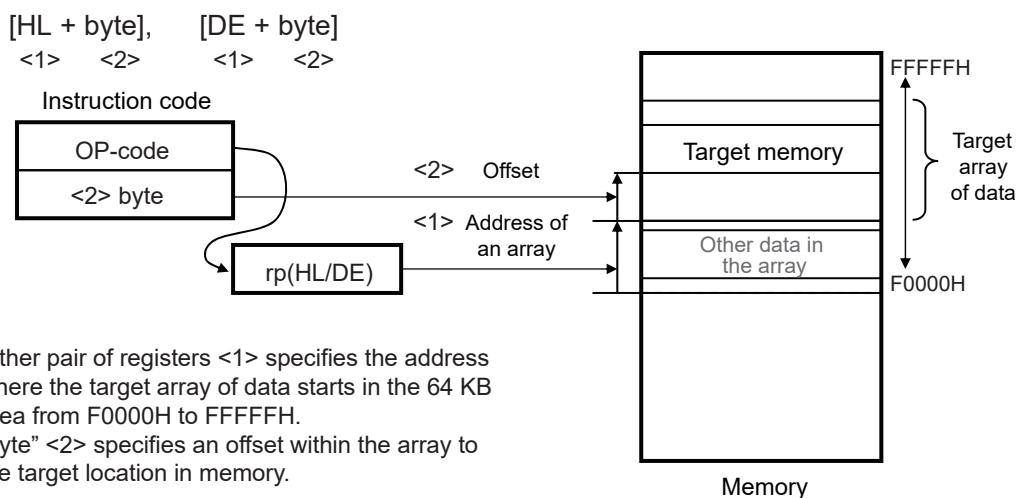 [HL + byte], [DE + byte]
<1> <2> <1> <2>
Instruction code
OP-code
<2> byte
<2> Offset
<1> Address of
an array
rp(HL/DE)
FFFFFH
Target memory
Target
array
of data
Other data in
the array
F0000H
ther pair of registers <1> specifies the address
here the target array of data starts in the 64 KB
ea from F0000H to FFFFFH.
yte” <2> specifies an offset within the array to
e target location in memory.
Memory